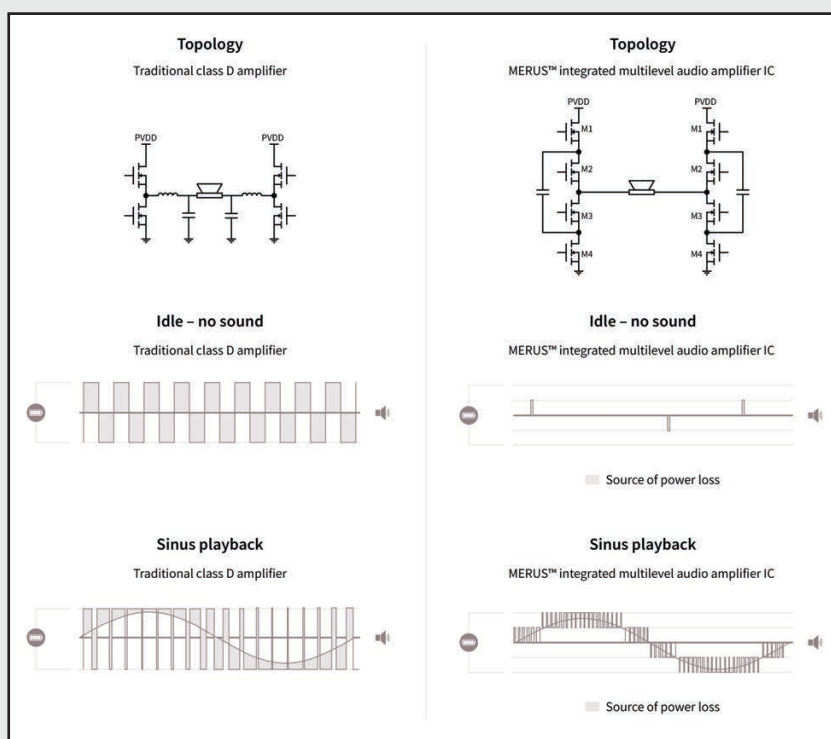 Topology
Traditional class D amplifier
PVDD
PVDD
Idle – no sound
Traditional class D amplifier
Sinus playback
Traditional class D amplifier
Topology
MERUS™ integrated multilevel audio amplifier IC
PVDD
PVDD
M1
M1
M2
M2
M3
M3
M4
M4
Idle – no sound
MERUS™ integrated multilevel audio amplifier IC
Source of power loss
Sinus playback
MERUS™ integrated multilevel audio amplifier IC
Source of power loss